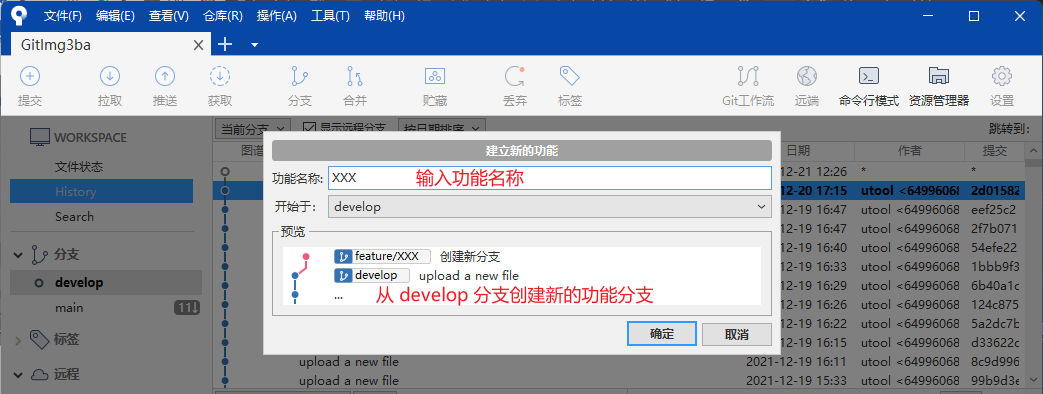 文件(F) 编辑(E) 查看(V) 仓库(R) 操作(A) 工具(T) 帮助(H)
GitImg3ba
提交 拉取 推送 获取 分支 合并 贮藏 丢弃 标签 Git工作流 远端 命令行模式 资源管理器 设置
WORKSPACE
文件状态
History
Search
分支
develop
main 11↓
标签
远程
当前分支 显示远程分支 按日期排序 跳转到:
图谱 日期 作者 提交
建立新的功能
功能名称: XXX 输入功能名称
开始于: develop
预览
feature/XXX 创建新分支
develop upload a new file
... 从 develop 分支创建新的功能分支
确定 取消
12-21 12:26 * *
12-20 17:15 utool <64996068 2d01582
12-19 16:47 utool <64996068 eef25c2
12-19 16:47 utool <64996068 2f7b071
12-19 16:40 utool <64996068 54efe22
12-19 16:33 utool <64996068 1bbb9f3
12-19 16:29 utool <64996068 6b40a1c
12-19 16:26 utool <64996068 124c875
12-19 16:22 utool <64996068 5a2dc7b
12-19 16:15 utool <64996068 d33622c
upload a new file 2021-12-19 16:11 utool <64996068 8c9d996
upload a new file 2021-12-19 15:33 utool <64996068 99b9d3e